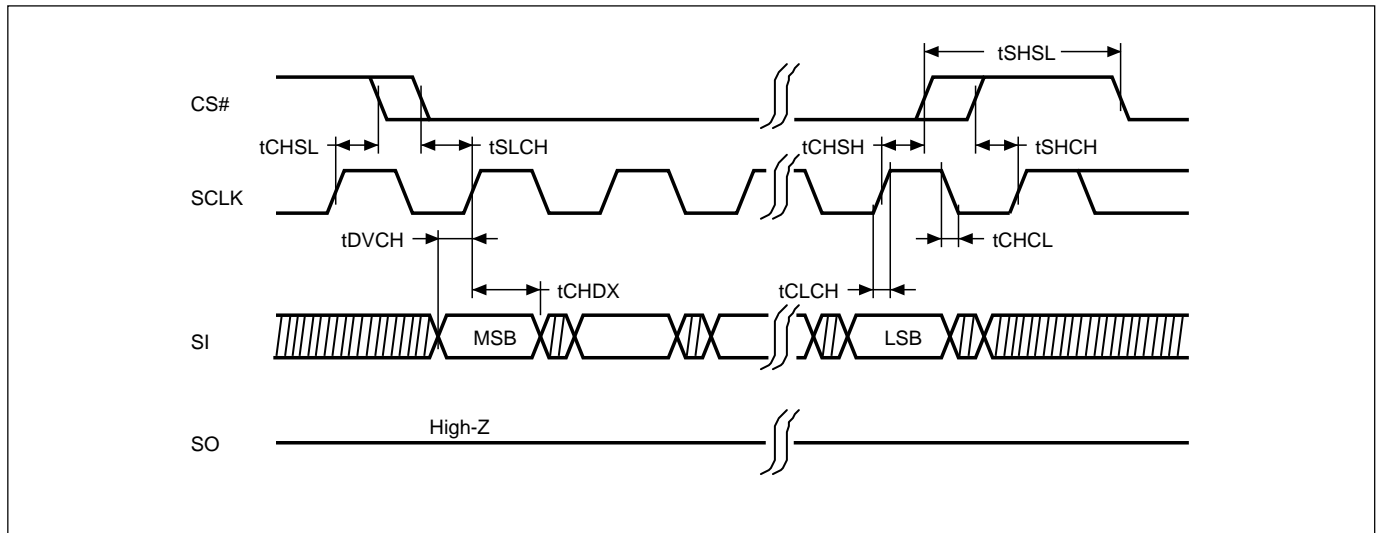 tSHSL
CS#
tCHSL
tSLCH
tCHSH
tSHCH
SCLK
tDVCH
tCHCL
tCHDX
tCLCH
SI
MSB
LSB
High-Z
SO